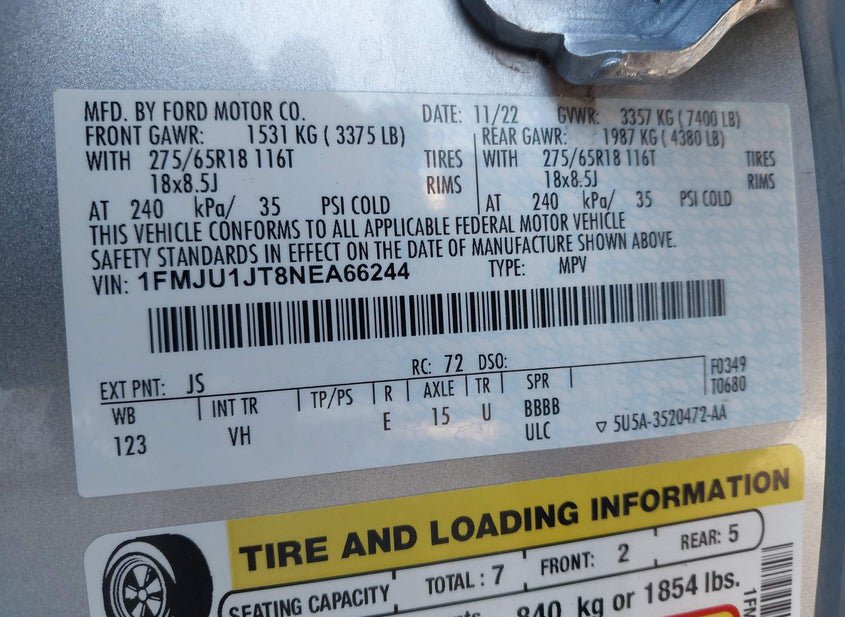 MFD. BY FORD MOTOR CO. DATE: 11/22 GVWR: 3357 KG ( 7400 LB)
FRONT GAWR: 1531 KG ( 3375 LB) REAR GAWR: 1987 KG ( 4380 LB)
WITH 275/65R18 116T TIRES WITH 275/65R18 116T TIRES
18x8.5J RIMS 18x8.5J RIMS
AT 240 kPa/ 35 PSI COLD AT 240 kPa/ 35 PSI COLD
THIS VEHICLE CONFORMS TO ALL APPLICABLE FEDERAL MOTOR VEHICLE
SAFETY STANDARDS IN EFFECT ON THE DATE OF MANUFACTURE SHOWN ABOVE.
VIN: 1FMJU1JT8NEA66244 TYPE: MPV
EXT PNT: JS RC: 72 DSO: F0349
WB INT TR TP/PS R AXLE TR SPR T0680
123 VH E 15 U BBBB
ULC ▽ 5U5A-3520472-AA
TIRE AND LOADING INFORMATION
SEATING CAPACITY TOTAL : 7 FRONT: 2 REAR: 5
840 kg or 1854 lbs.
1FM